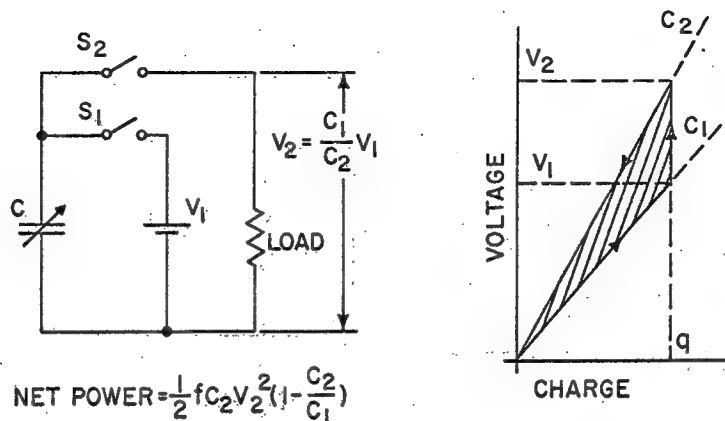 S2
S1
V2 = C1/C2 V1
C
V1
LOAD
NET POWER = 1/2 fC2V2²(1-C2/C1)
C2
V2
C1
V1
VOLTAGE
q
CHARGE